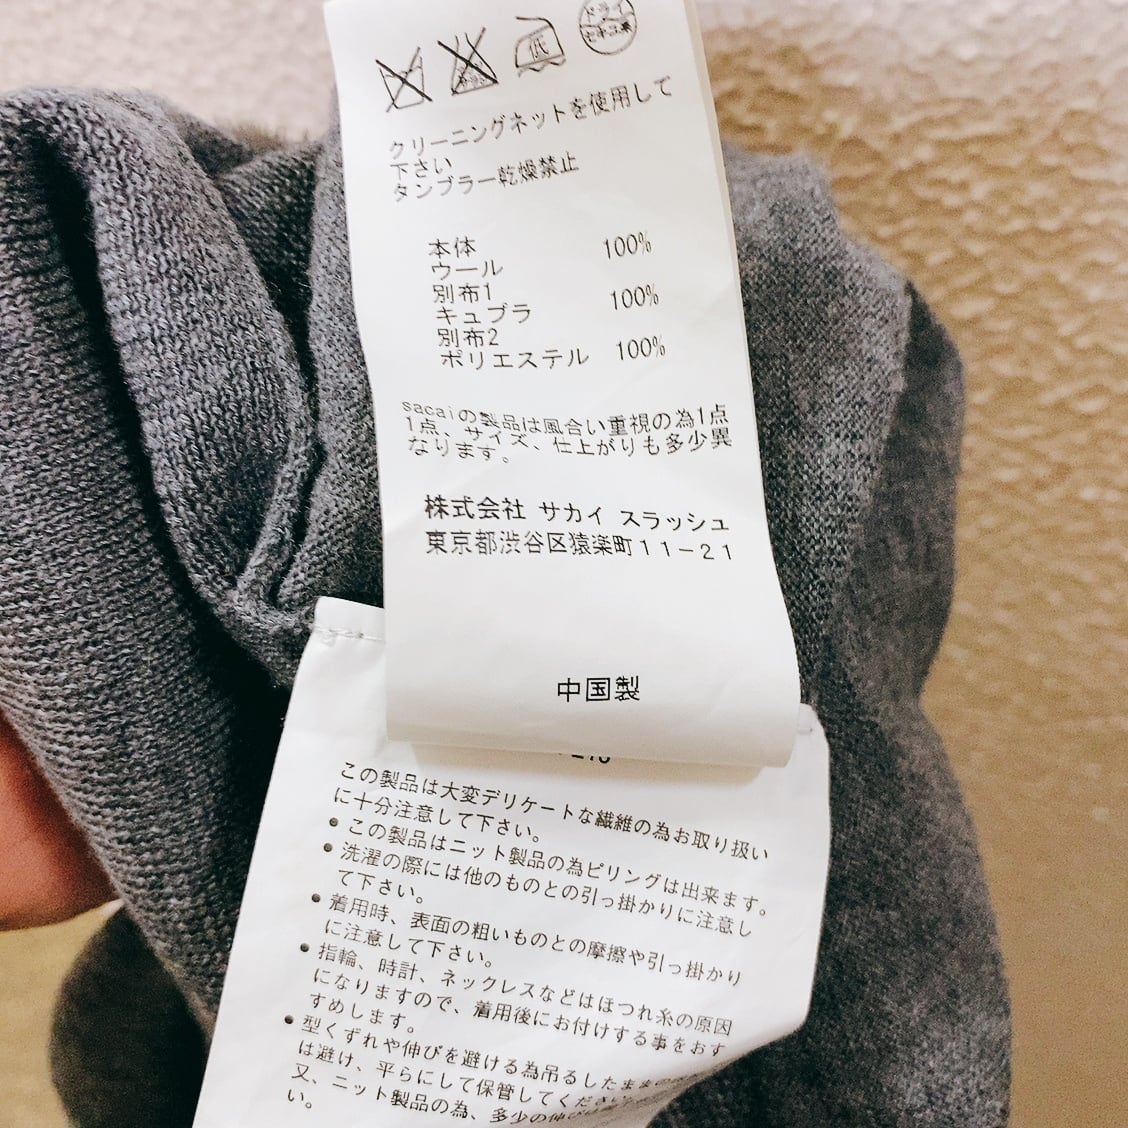 低
ドライ
セキユ系
クリーニングネットを使用して
下さい
タンブラー乾燥禁止
本体
ウール 100%
別布1
キュプラ 100%
別布2
ポリエステル 100%
sacaiの製品は風合い重視の為1点
1点、サイズ、仕上がりも多少異
なります。
株式会社 サカイ スラッシュ
東京都渋谷区猿楽町11-21
中国製
この製品は大変デリケートな繊維の為お取り扱い
に十分注意して下さい。
●この製品はニット製品の為ピリングは出来ます。
●洗濯の際には他のものとの引っ掛かりに注意し
て下さい。
●着用時、表面の粗いものとの摩擦や引っ掛かり
に注意して下さい。
●指輪、時計、ネックレスなどはほつれ糸の原因
になりますので、着用後にお付けする事をおす
すめします。
●型くずれや伸びを避ける為吊るしたままの
は避け、平らにして保管してください
又、ニット製品の為、多少の伸び
い。